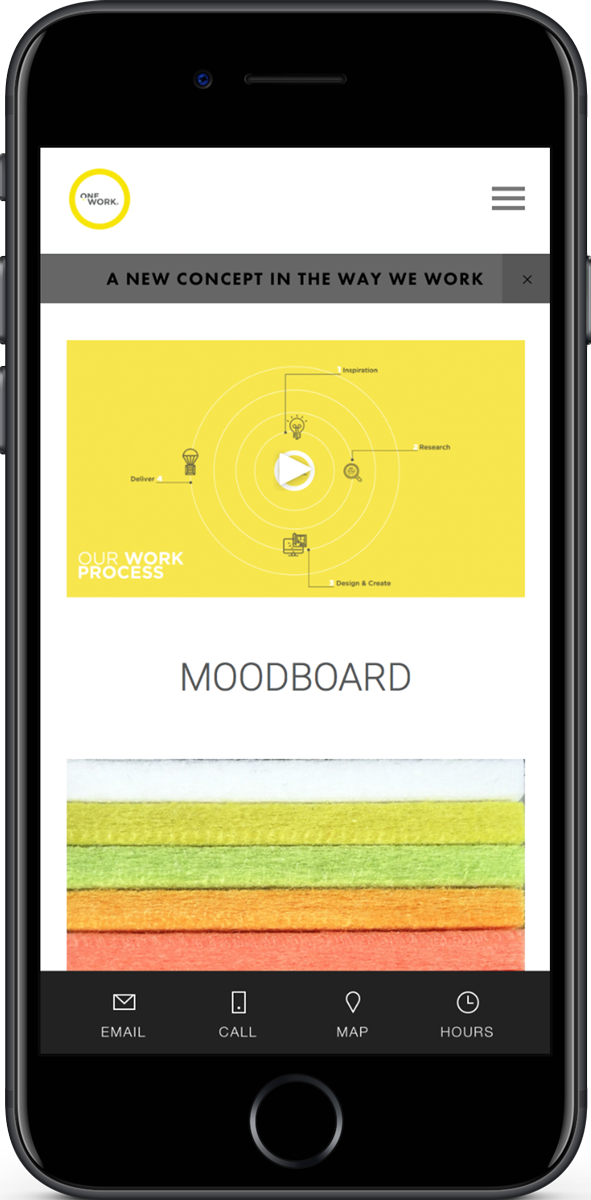 ONE
WORK.
A NEW CONCEPT IN THE WAY WE WORK
1 Inspiration
2 Research
Deliver 4
OUR WORK
PROCESS
3 Design & Create
MOODBOARD
EMAIL CALL MAP HOURS